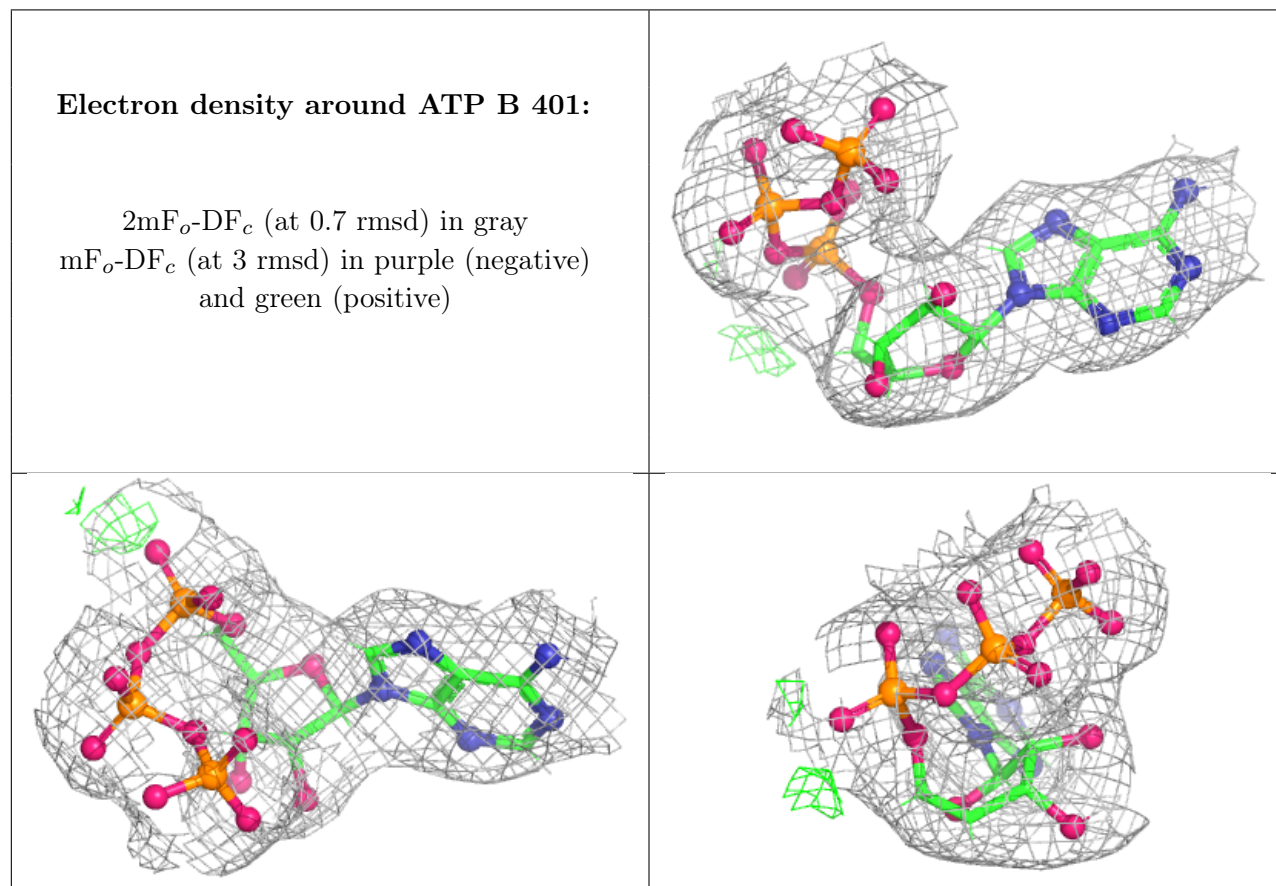 Electron density around ATP B 401:
2mFo-DFc (at 0.7 rmsd) in gray
mFo-DFc (at 3 rmsd) in purple (negative)
and green (positive)